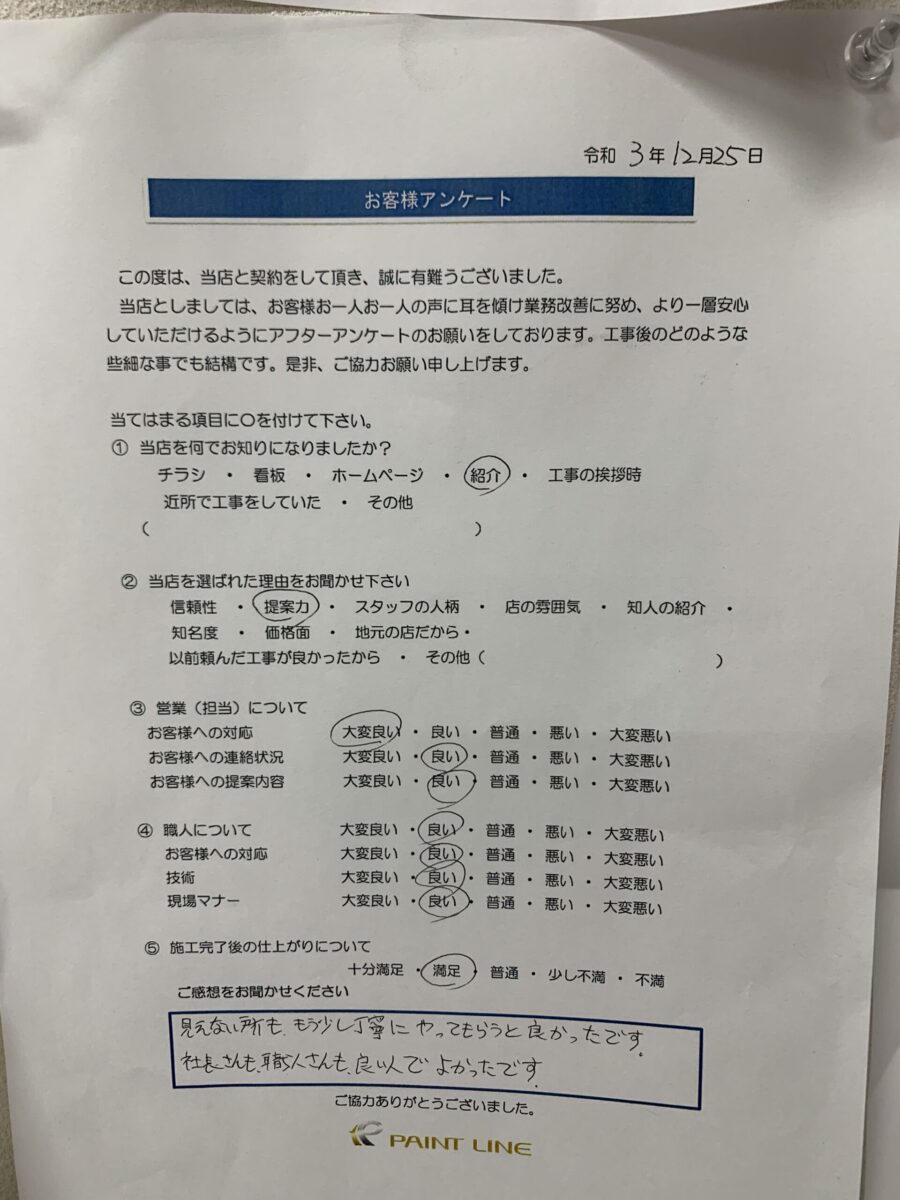 令和 3年12月25日
お客様アンケート
この度は、当店と契約をして頂き、誠に有難うございました。
当店としましては、お客様お一人お一人の声に耳を傾け業務改善に努め、より一層安心
していただけるようにアフターアンケートのお願いをしております。工事後のどのような
些細な事でも結構です。是非、ご協力お願い申し上げます。
当てはまる項目に〇を付けて下さい。
① 当店を何でお知りになりましたか？
チラシ ・ 看板 ・ ホームページ ・ 紹介 ・ 工事の挨拶時
近所で工事をしていた ・ その他
( )
② 当店を選ばれた理由をお聞かせ下さい
信頼性 ・ 提案力 ・ スタッフの人柄 ・ 店の雰囲気 ・ 知人の紹介 ・
知名度 ・ 価格面 ・ 地元の店だから・
以前頼んだ工事が良かったから ・ その他 ( )
③ 営業（担当）について
お客様への対応 大変良い ・ 良い ・ 普通 ・ 悪い ・ 大変悪い
お客様への連絡状況 大変良い ・ 良い ・ 普通 ・ 悪い ・ 大変悪い
お客様への提案内容 大変良い ・ 良い ・ 普通 ・ 悪い ・ 大変悪い
④ 職人について 大変良い ・ 良い ・ 普通 ・ 悪い ・ 大変悪い
お客様への対応 大変良い ・ 良い ・ 普通 ・ 悪い ・ 大変悪い
技術 大変良い ・ 良い ・ 普通 ・ 悪い ・ 大変悪い
現場マナー 大変良い ・ 良い ・ 普通 ・ 悪い ・ 大変悪い
⑤ 施工完了後の仕上がりについて
十分満足 ・ 満足 ・ 普通 ・ 少し不満 ・ 不満
ご感想をお聞かせください
見えない所も、もう少し丁寧にやってもらうと良かったです。
社長さんも、職人さんも、良い人でよかったです.
ご協力ありがとうございました。
PAINT LINE